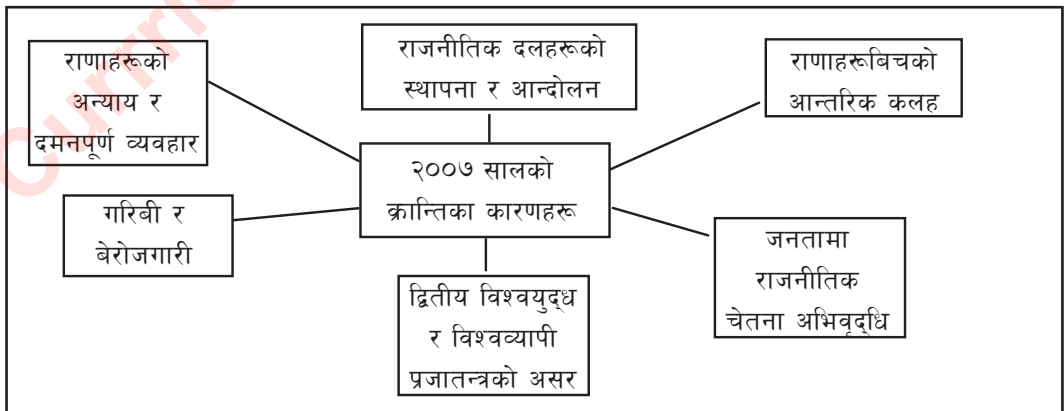 राणाहरूको
अन्याय र
दमनपूर्ण व्यवहार
राजनीतिक दलहरूको
स्थापना र आन्दोलन
राणाहरूबिचको
आन्तरिक कलह
२००७ सालको
क्रान्तिका कारणहरू
गरिबी र
बेरोजगारी
द्वितीय विश्वयुद्ध
र विश्वव्यापी
प्रजातन्त्रको असर
जनतामा
राजनीतिक
चेतना अभिवृद्धि
Curric